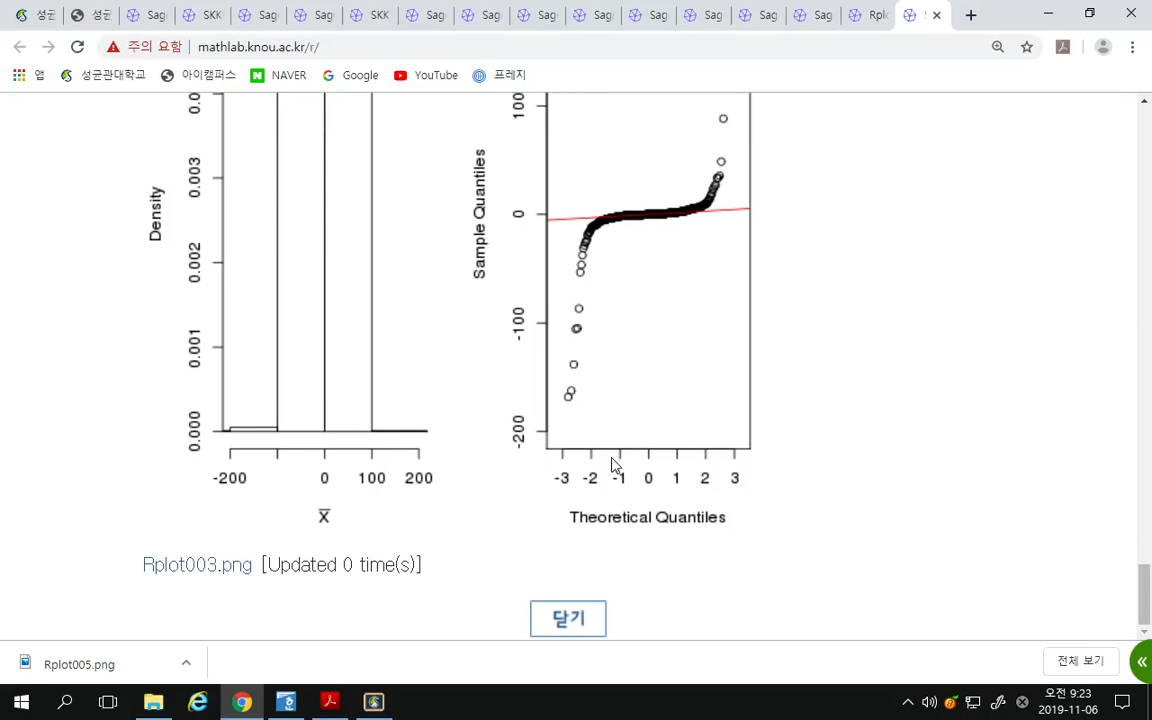 성균
성균
Sag
SKK
Sag
Sag
SKK
Sag
Sag
Sag
Sag
Sag
Sag
Sag
Sag
Rplo
주의 요함
mathlab.knou.ac.kr/r/
앱
성균관대학교
아이캠퍼스
NAVER
Google
YouTube
프레지
Density
0.003
0.002
0.001
0.000
-200
0
100
200
X̅
Sample Quantiles
100
0
-100
-200
-3
-2
-1
0
1
2
3
Theoretical Quantiles
Rplot003.png [Updated 0 time(s)]
닫기
Rplot005.png
전체 보기
오전 9:23
2019-11-06